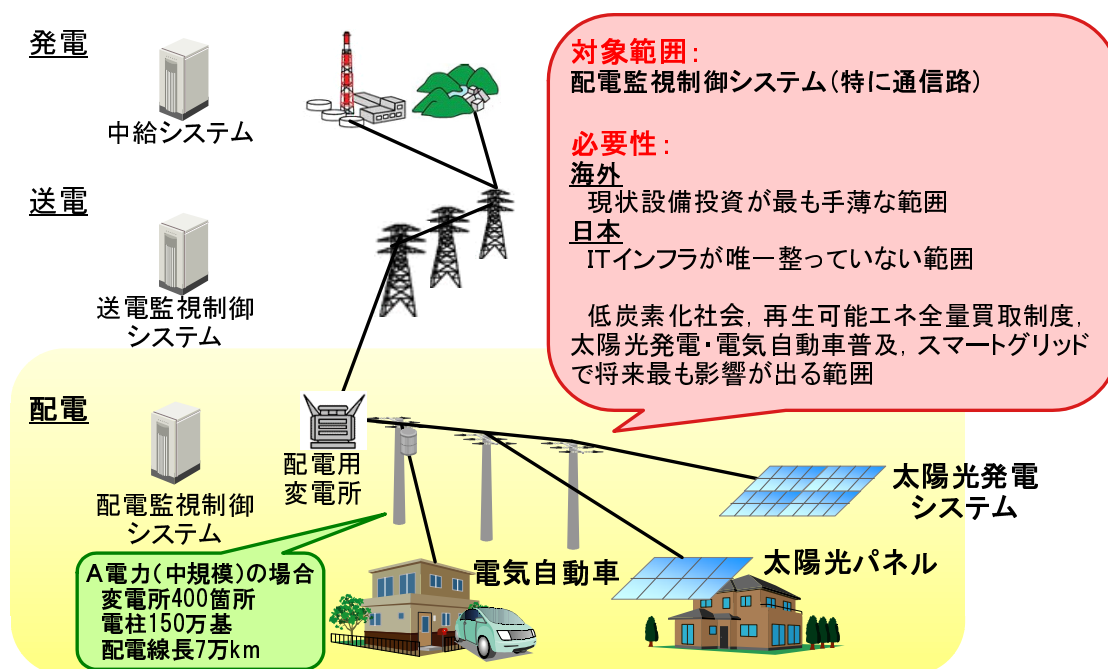 発電
中給システム
送電
送電監視制御
システム
対象範囲:
配電監視制御システム(特に通信路)
必要性:
海外
現状設備投資が最も手薄な範囲
日本
ITインフラが唯一整っていない範囲
低炭素化社会, 再生可能エネ全量買取制度,
太陽光発電・電気自動車普及, スマートグリッド
で将来最も影響が出る範囲
配電
配電監視制御
システム
配電用
変電所
太陽光発電
システム
電気自動車
太陽光パネル
A電力(中規模)の場合
変電所400箇所
電柱150万基
配電線長7万km